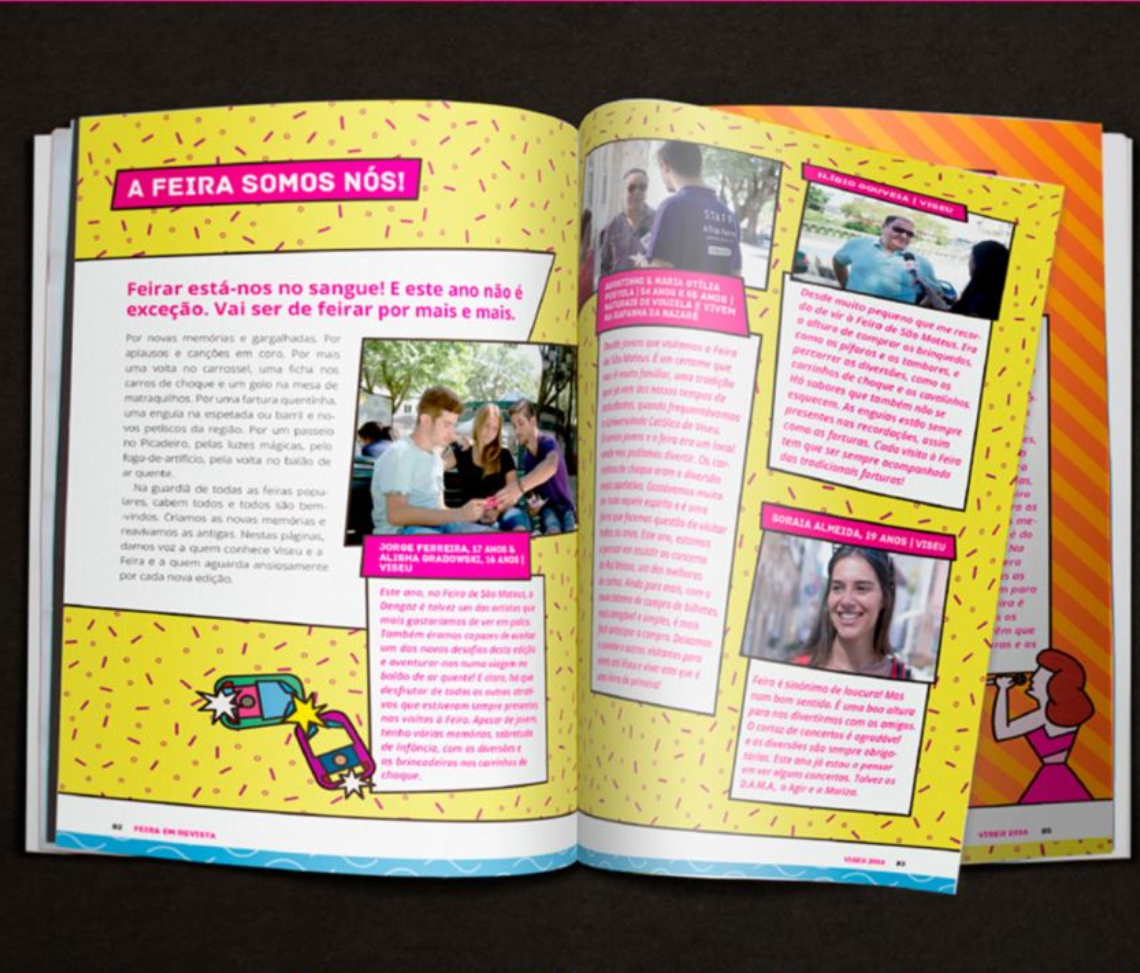 A FEIRA SOMOS NÓS!
Feirar está-nos no sangue! E este ano não é
exceção. Vai ser de feirar por mais e mais.
Por novas memórias e gargalhadas. Por
aplausos e canções em coro. Por mais
uma volta no carrossel, uma ficha nos
carros de choque e um golo na mesa de
matraquilhos. Por uma fartura quentinha,
uma enguia na espetada ou barril e no-
vos petiscos da região. Por um passeio
no Picadeiro, pelas luzes mágicas, pelo
fogo-de-artifício, pela volta no balão de
ar quente.
Na guardiã de todas as feiras popu-
lares, cabem todos e todos são bem-
-vindos. Criamos as novas memórias e
reavivamos as antigas. Nestas páginas,
damos voz a quem conhece Viseu e a
Feira e a quem aguarda ansiosamente
por cada nova edição.
JORGE FERREIRA, 17 ANOS &
ALISHA GRADOWSKI, 16 ANOS |
VISEU
Este ano, na Feira de São Mateus, o
Dengaz é talvez um dos artistas que
mais gostaríamos de ver em palco.
Também éramos capazes de aceitar
um dos novos desafios desta edição
e aventurar-nos numa viagem no
balão de ar quente! E claro, há que
desfrutar de todas as outras atrati-
vos que estiveram sempre presentes
nas visitas à Feira. Apesar de jovem,
tenho várias memórias, sobretudo
de infância, com as diversões e
as brincadeiras nos carrinhos de
choque.
82 FEIRA EM REVISTA
STAFF
AGOSTINHO & MARIA OTÍLIA
PORTELA | 54 ANOS E 56 ANOS |
NATURAIS DE VOUZELA E VIVEM
NA GAFANHA DA NAZARÉ
Desde jovens que visitamos a Feira
de São Mateus. É um certame que
nos é muito familiar, uma tradição
que já vem dos nossos tempos de
estudantes, quando frequentávamos
a Universidade Católica de Viseu.
Éramos jovens e a feira era um local
onde nos podíamos divertir. Os car-
rinhos de choque eram a diversão
mais apelativa. Gostávamos muito
de todo aquele espírito e é uma
feira que fazemos questão de visitar
todos os anos. Este ano, estamos
a pensar em assistir ao concerto
do Rui Veloso, um dos melhores
do cartaz. Ainda para mais, com o
novo sistema de compra de bilhetes,
mais simples, é mais
fácil antecipar a compra. Deixamos
o convite a outros visitantes para
virem até Viseu e viver esta que é
uma feira de primeira!
ILÍDIO GOUVEIA | VISEU
Desde muito pequeno que me recor-
do de vir à Feira de São Mateus. Era
a altura de comprar os brinquedos,
como os pífaros e os tambores, e
percorrer as diversões, como os
carrinhos de choque e os cavalinhos.
Há sabores que também não se
esquecem. As enguias estão sempre
presentes nas recordações, assim
como as farturas. Cada visita à Feira
tem que ser sempre acompanhada
das tradicionais farturas!
SORAIA ALMEIDA, 19 ANOS | VISEU
Feira é sinónimo de loucura! Mas
num bom sentido. É uma boa altura
para nos divertirmos com os amigos.
O cartaz de concertos é agradável
e as diversões são sempre obriga-
tórias. Este ano já estou a pensar
em ver alguns concertos. Talvez os
D.A.M.A, o Agir e a Mariza.
VISEU 2016 83
VISEU 2016 85